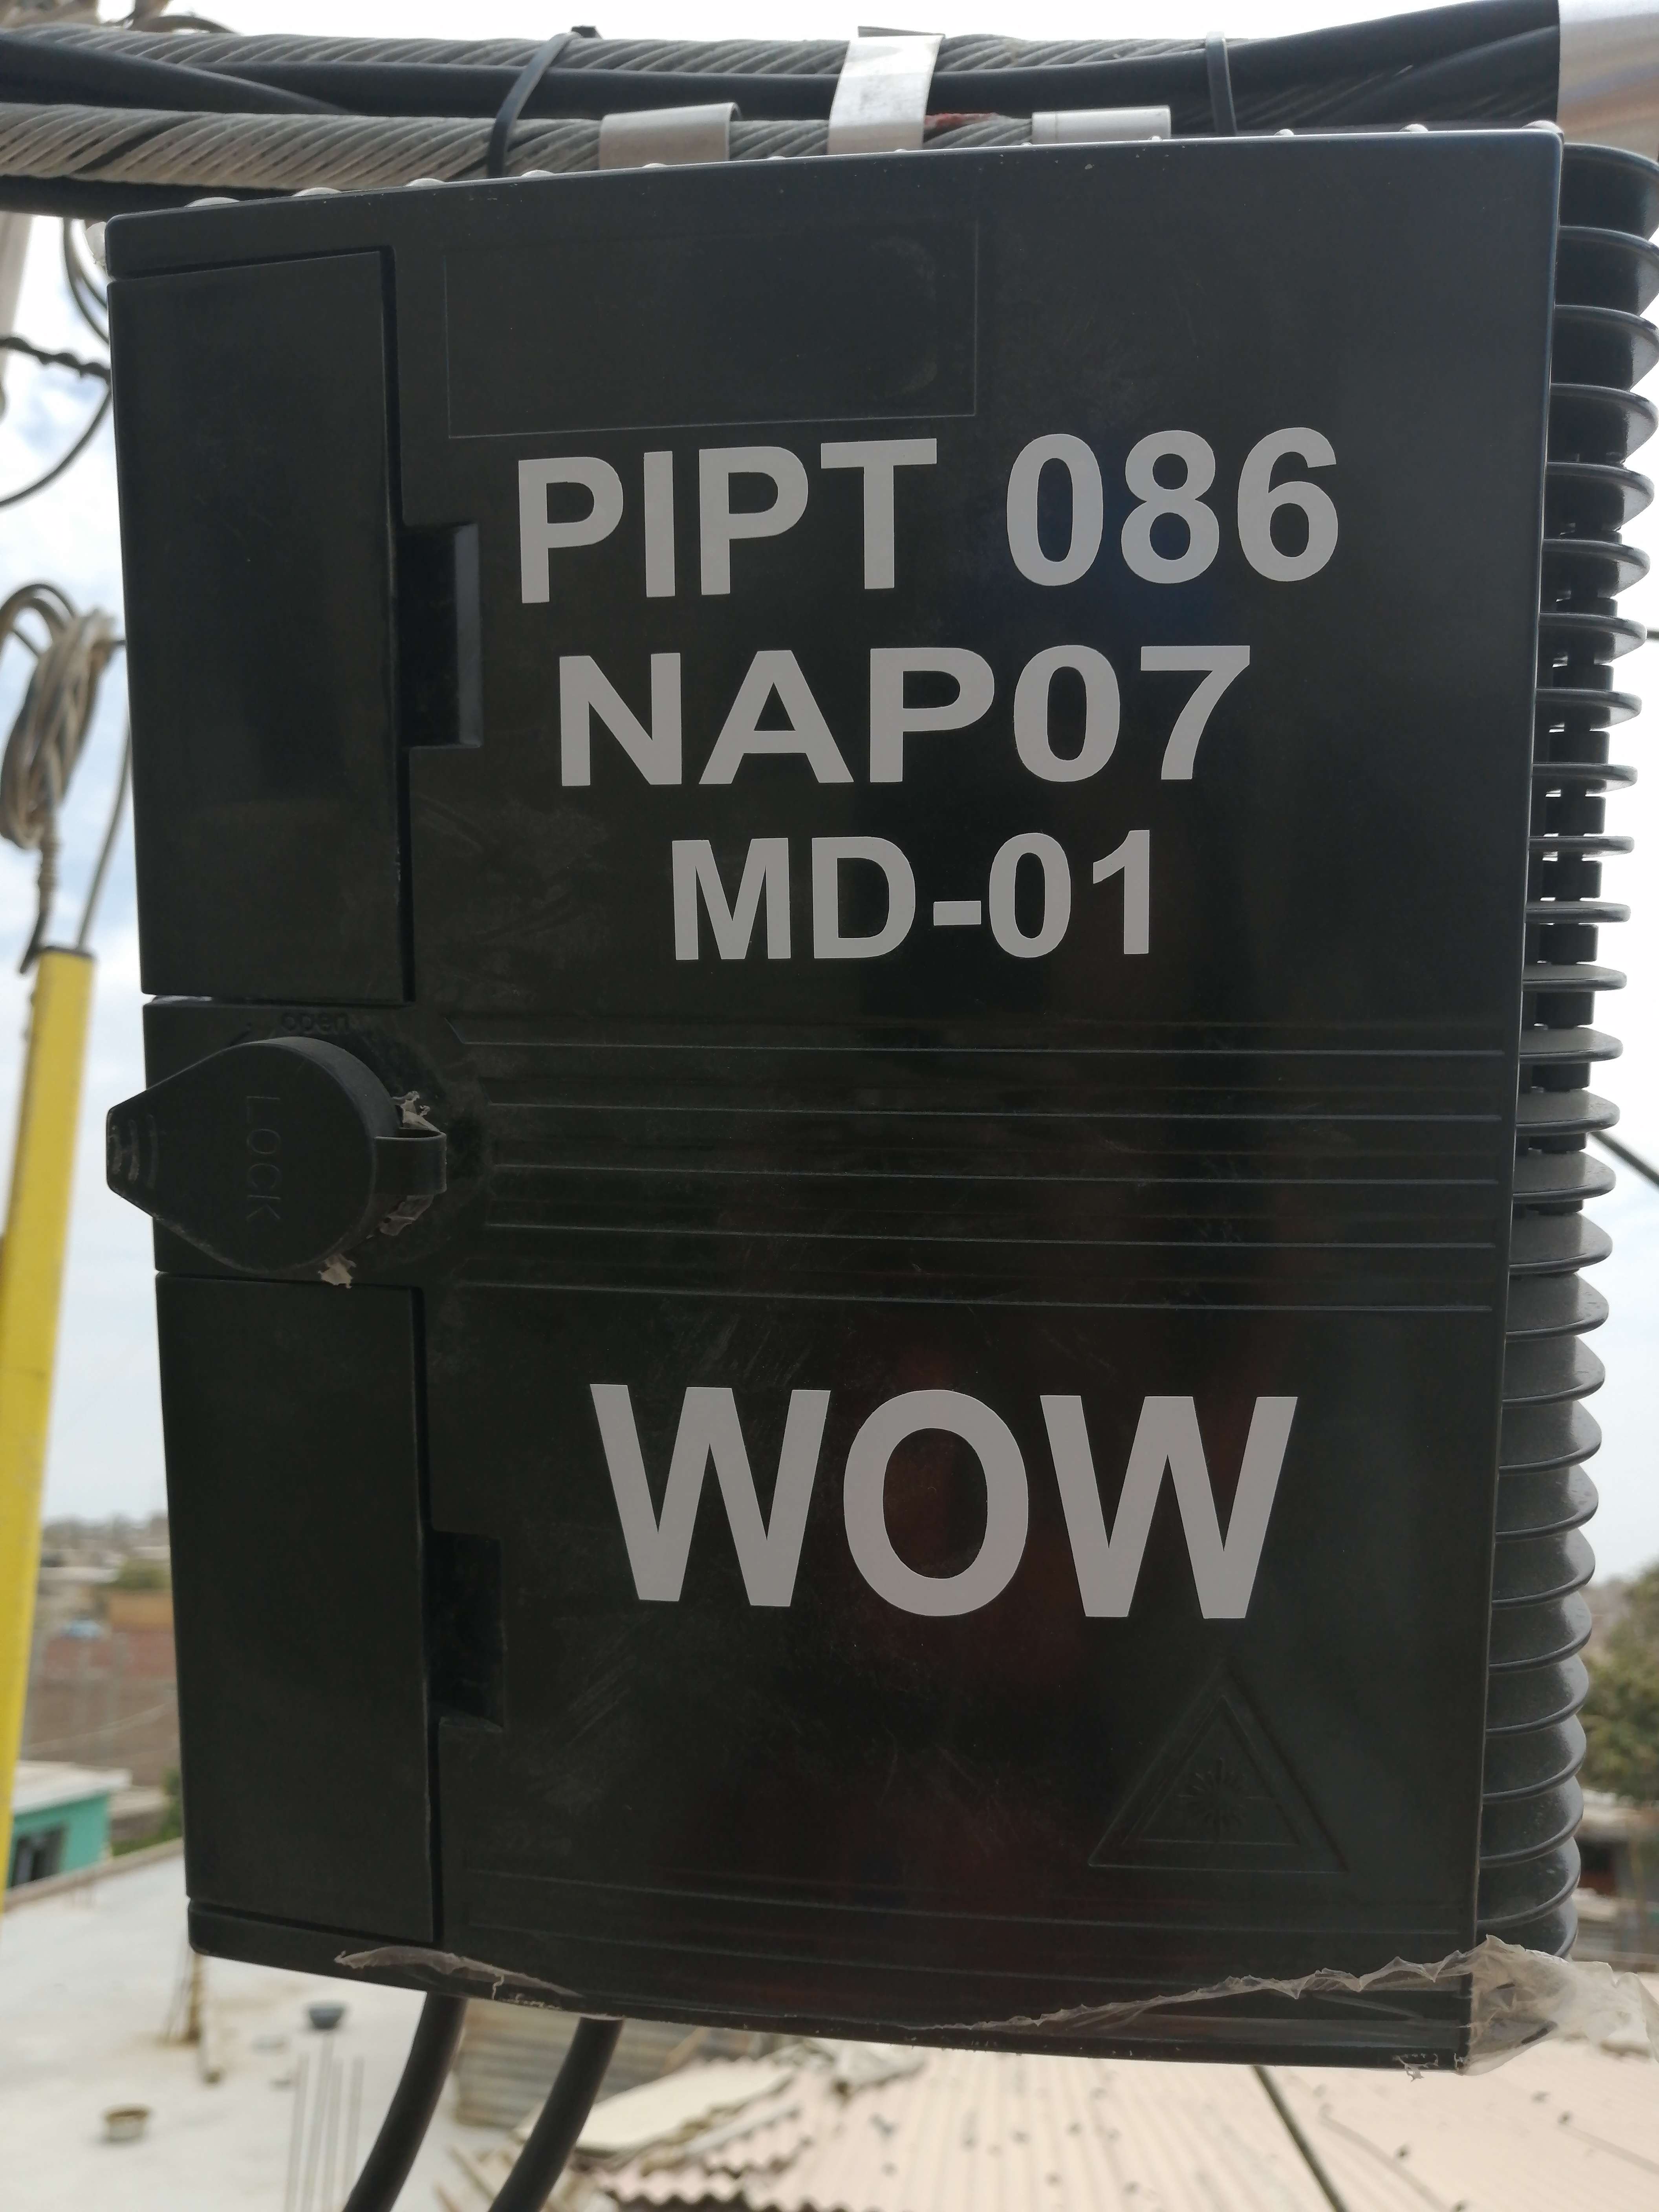 PIPT 086
NAP07
MD-01
open
LOCK
WOW